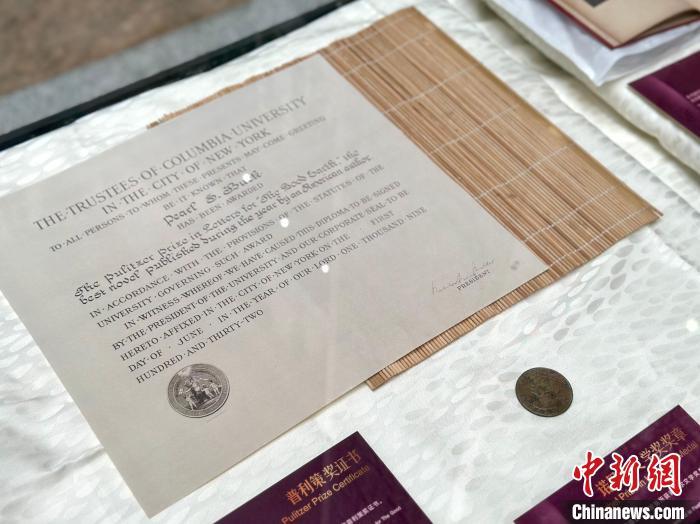 THE·TRUSTEES·OF·COLUMBIA·UNIVERSITY
IN·THE·CITY·OF·NEW·YORK
TO·ALL·PERSONS·TO·WHOM·THESE·PRESENTS·MAY·COME·GREETING
BE·IT·KNOWN·THAT
Pearl S. Buck
HAS·BEEN·AWARDED
The Pulitzer Prize in Letters for "The Good Earth," the
best novel published during the year by an American author
IN·ACCORDANCE·WITH·THE·PROVISIONS·OF·THE·STATUTES·OF·THE
UNIVERSITY·GOVERNING·SUCH·AWARD
IN·WITNESS·WHEREOF·WE·HAVE·CAUSED·THIS·DIPLOMA·TO·BE·SIGNED
BY·THE·PRESIDENT·OF·THE·UNIVERSITY·AND·OUR·CORPORATE·SEAL·TO·BE
HERETO·AFFIXED·IN·THE·CITY·OF·NEW·YORK·ON·THE·FIRST
DAY·OF·JUNE·IN·THE·YEAR·OF·OUR·LORD·ONE·THOUSAND·NINE
HUNDRED·AND·THIRTY·TWO
PRESIDENT
普利策奖证书
Pulitzer Prize Certificate
学奖奖章
中新网
Chinanews.com